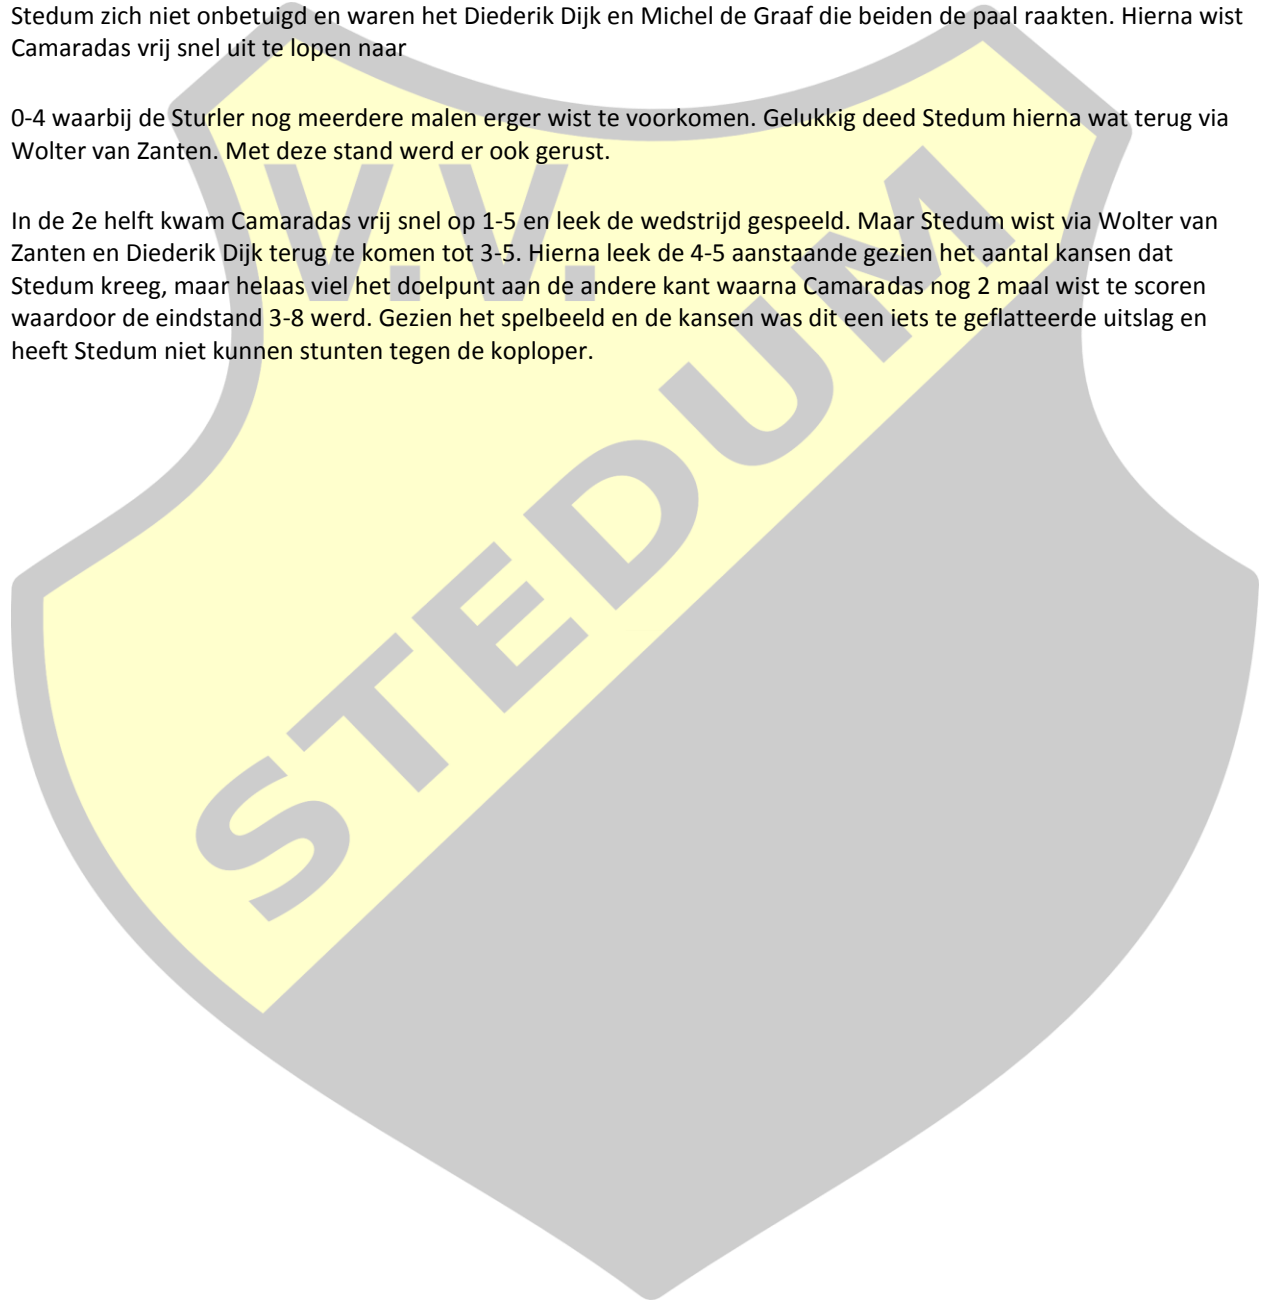 Stedum zich niet onbetuigd en waren het Diederik Dijk en Michel de Graaf die beiden de paal raakten. Hierna wist
Camaradas vrij snel uit te lopen naar
0-4 waarbij de Sturler nog meerdere malen erger wist te voorkomen. Gelukkig deed Stedum hierna wat terug via
Wolter van Zanten. Met deze stand werd er ook gerust.
In de 2e helft kwam Camaradas vrij snel op 1-5 en leek de wedstrijd gespeeld. Maar Stedum wist via Wolter van
Zanten en Diederik Dijk terug te komen tot 3-5. Hierna leek de 4-5 aanstaande gezien het aantal kansen dat
Stedum kreeg, maar helaas viel het doelpunt aan de andere kant waarna Camaradas nog 2 maal wist te scoren
waardoor de eindstand 3-8 werd. Gezien het spelbeeld en de kansen was dit een iets te geflatteerde uitslag en
heeft Stedum niet kunnen stunten tegen de koploper.
V.V.
STEDUM